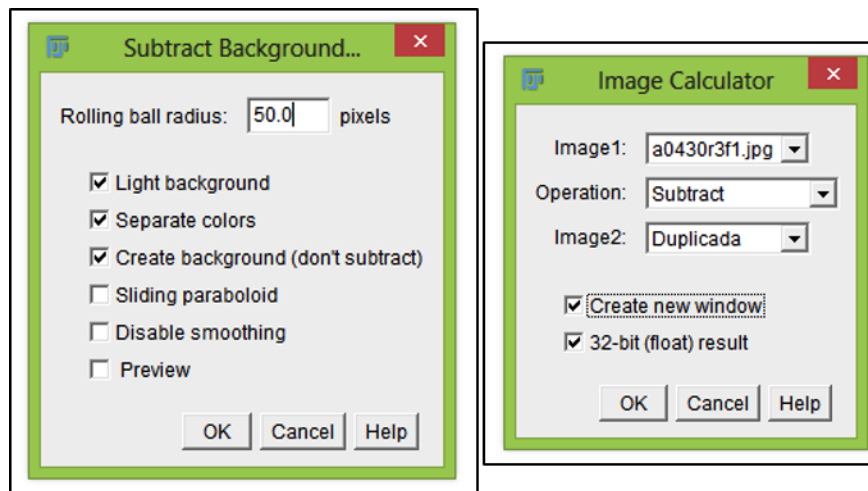 Subtract Background...
Rolling ball radius: 50.0 pixels
Light background
Separate colors
Create background (don't subtract)
Sliding paraboloid
Disable smoothing
Preview
OK Cancel Help
Image Calculator
Image1: a0430r3f1.jpg
Operation: Subtract
Image2: Duplicada
Create new window
32-bit (float) result
OK Cancel Help